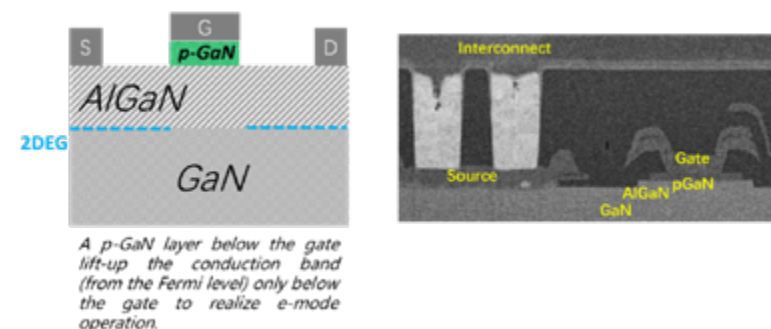 G
S
p-GaN
D
AlGaN
2DEG
GaN
A p-GaN layer below the gate
lift-up the conduction band
(from the Fermi level) only below
the gate to realize e-mode
operation.
Interconnect
Source
Gate
pGaN
AlGaN
GaN